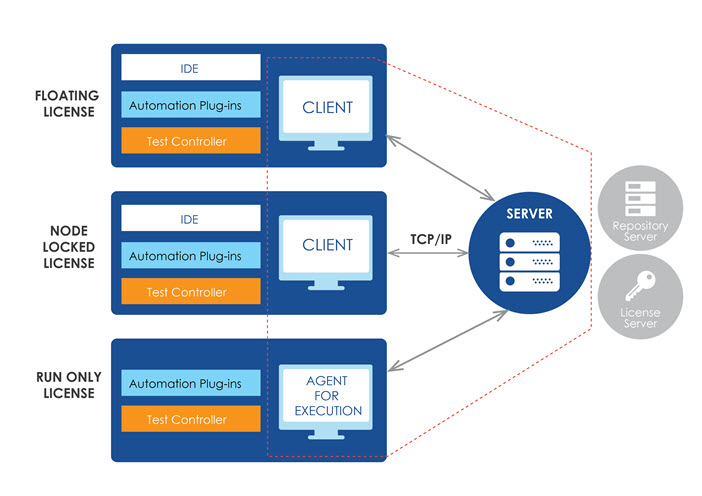 FLOATING
LICENSE
IDE
Automation Plug-ins
Test Controller
CLIENT
NODE
LOCKED
LICENSE
IDE
Automation Plug-ins
Test Controller
CLIENT
TCP/IP
SERVER
Repository
Server
License
Server
RUN ONLY
LICENSE
Automation Plug-ins
Test Controller
AGENT
FOR
EXECUTION